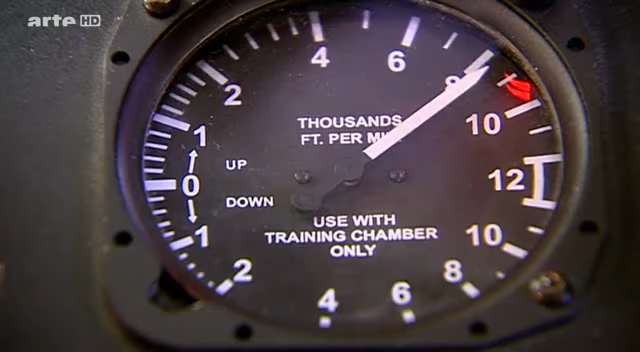 arte HD
4
6
8
2
THOUSANDS
FT. PER MIN.
10
1
UP
0
12
DOWN
USE WITH
TRAINING CHAMBER
ONLY
1
10
2
8
4
6